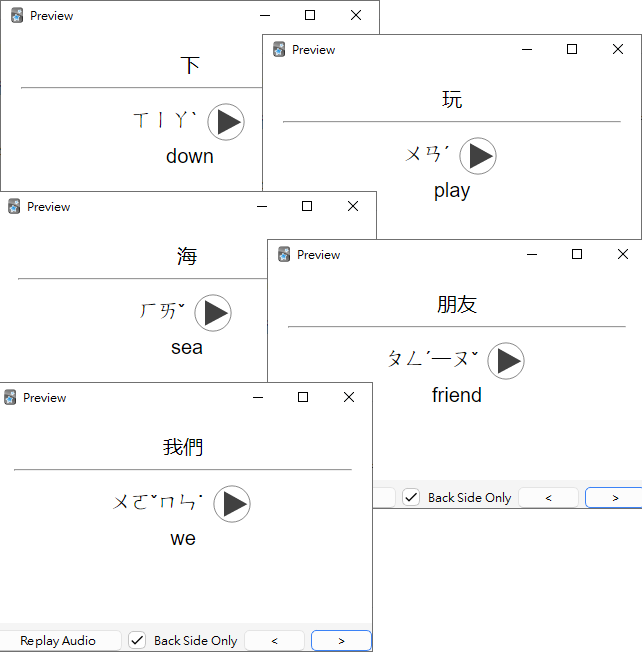 Preview
下
ㄒㄧㄚˋ
down
Preview
玩
ㄨㄢˊ
play
Preview
海
ㄏㄞˇ
sea
Preview
朋友
ㄆㄥˊㄧㄡˇ
friend
Back Side Only < >
Preview
我們
ㄨㄛˇㄇㄣ˙
we
Replay Audio Back Side Only < >